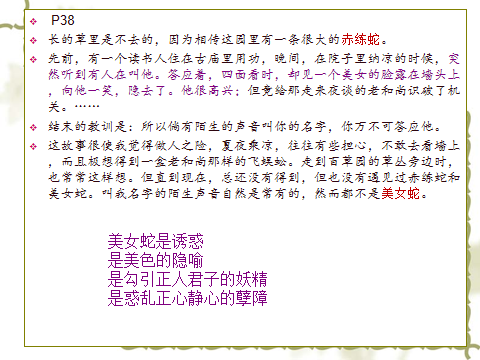 P38
长的草里是不去的，因为相传这园里有一条很大的赤练蛇。
先前，有一个读书人住在古庙里用功，晚间，在院子里纳凉的时候，突
然听到有人在叫他。答应着，四面看时，却见一个美女的脸露在墙头上
，向他一笑，隐去了。他很高兴；但竟给那走来夜谈的老和尚识破了机
关。……
结末的教训是：所以倘有陌生的声音叫你的名字，你万不可答应他。
这故事很使我觉得做人之险，夏夜乘凉，往往有些担心，不敢去看墙上
，而且极想得到一盒老和尚那样的飞蜈蚣。走到百草园的草丛旁边时，
也常常这样想。但直到现在，总还没有得到，但也没有遇见过赤练蛇和
美女蛇。叫我名字的陌生声音自然是常有的，然而都不是美女蛇。
美女蛇是诱惑
是美色的隐喻
是勾引正人君子的妖精
是惑乱正心静心的孽障